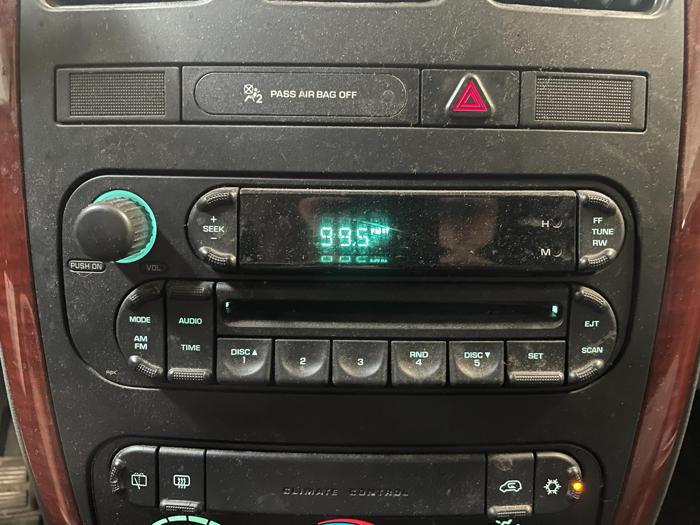 2 PASS AIR BAG OFF
+
SEEK
-
99.5
H
M
FF
TUNE
RW
PUSH ON
VOL
MODE
AM
FM
AUDIO
TIME
EJT
SCAN
DISC▲
1
2
3
RND
4
DISC▼
5
SET
CLIMATE CONTROL